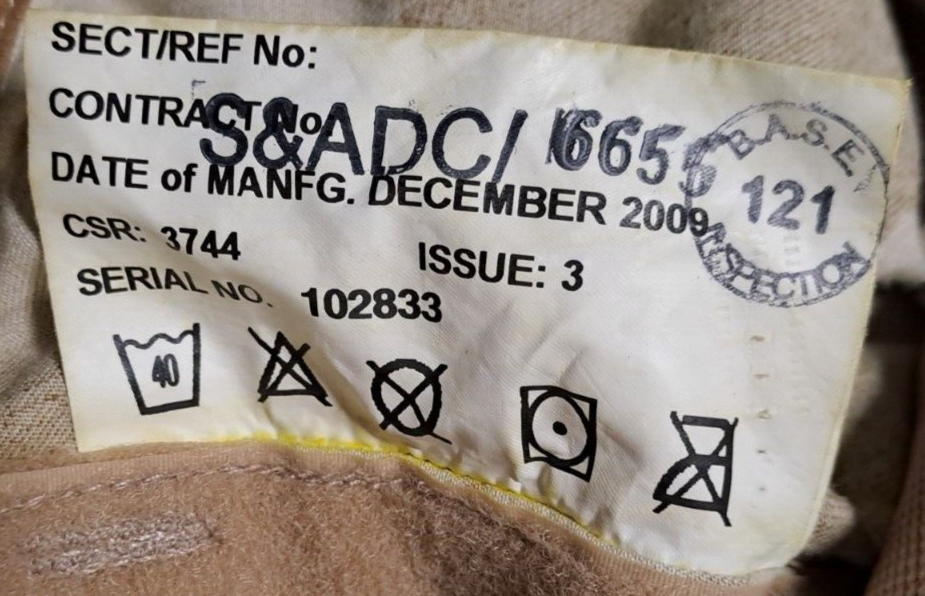 SECT/REF No:
CONTRACT No
S&ADC/ 1665
DATE of MANFG. DECEMBER 2009
CSR: 3744 ISSUE: 3
SERIAL NO. 102833
40
B.A.S.E.
121
INSPECTION